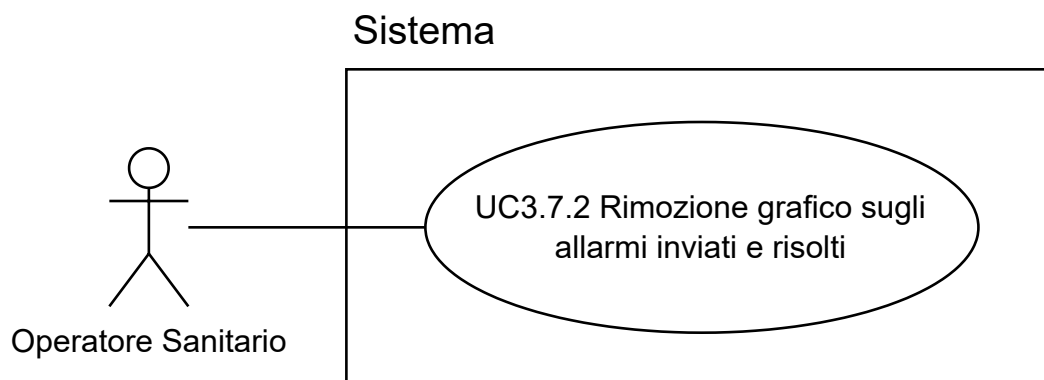 Sistema
UC3.7.2 Rimozione grafico sugli
allarmi inviati e risolti
Operatore Sanitario